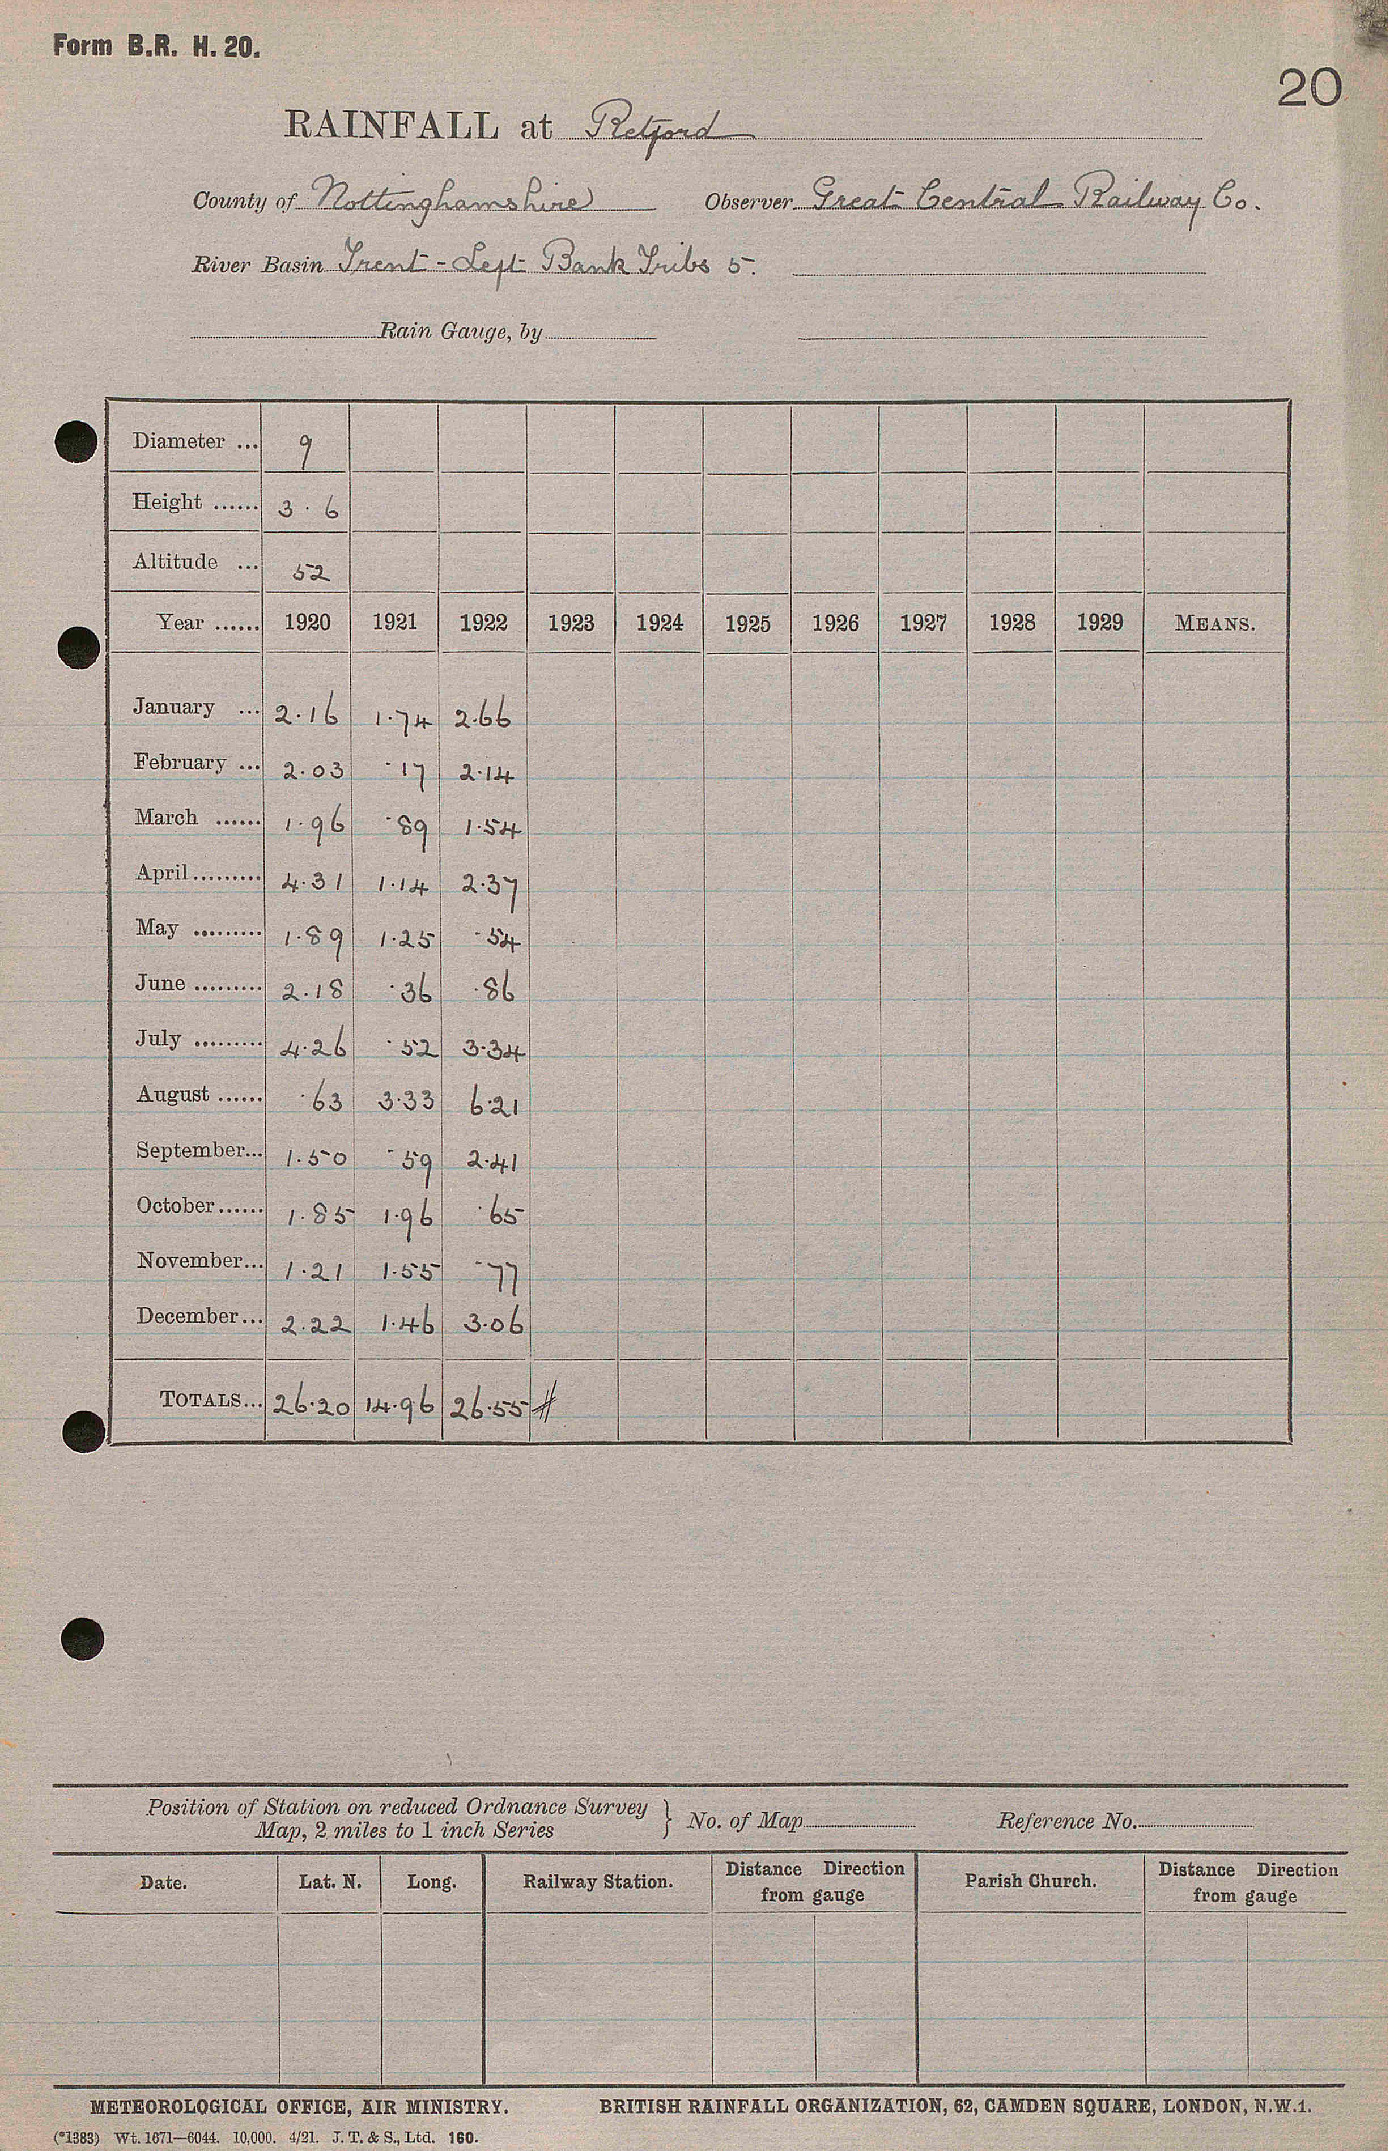 Form B.R. H. 20.
20
RAINFALL at Retford
County of Nottinghamshire Observer Great Central Railway Co.
River Basin Trent - Left Bank Tribs 5.
Rain Gauge, by
Diameter ... 9
Height ...... 3 . 6
Altitude ... 52
Year ...... 1920 1921 1922 1923 1924 1925 1926 1927 1928 1929 MEANS.
January ... 2.16 1.74 2.66
February ... 2.03 .17 2.14
March ...... 1.96 .89 1.54
April ......... 4.31 1.14 2.37
May ......... 1.89 1.25 .54
June ......... 2.18 .36 .86
July ......... 4.26 .52 3.34
August ...... .63 3.33 6.21
September... 1.50 .59 2.41
October ...... 1.85 1.96 .65
November... 1.21 1.55 .77
December... 2.22 1.46 3.06
TOTALS... 26.20 14.96 26.55 #
Position of Station on reduced Ordnance Survey
Map, 2 miles to 1 inch Series } No. of Map Reference No.
Date. Lat. N. Long. Railway Station. Distance Direction from gauge Parish Church. Distance Direction from gauge
METEOROLOGICAL OFFICE, AIR MINISTRY. BRITISH RAINFALL ORGANIZATION, 62, CAMDEN SQUARE, LONDON, N.W.1.
(*1383) Wt. 1671—6044. 10,000. 4/21. J. T. & S., Ltd. 160.